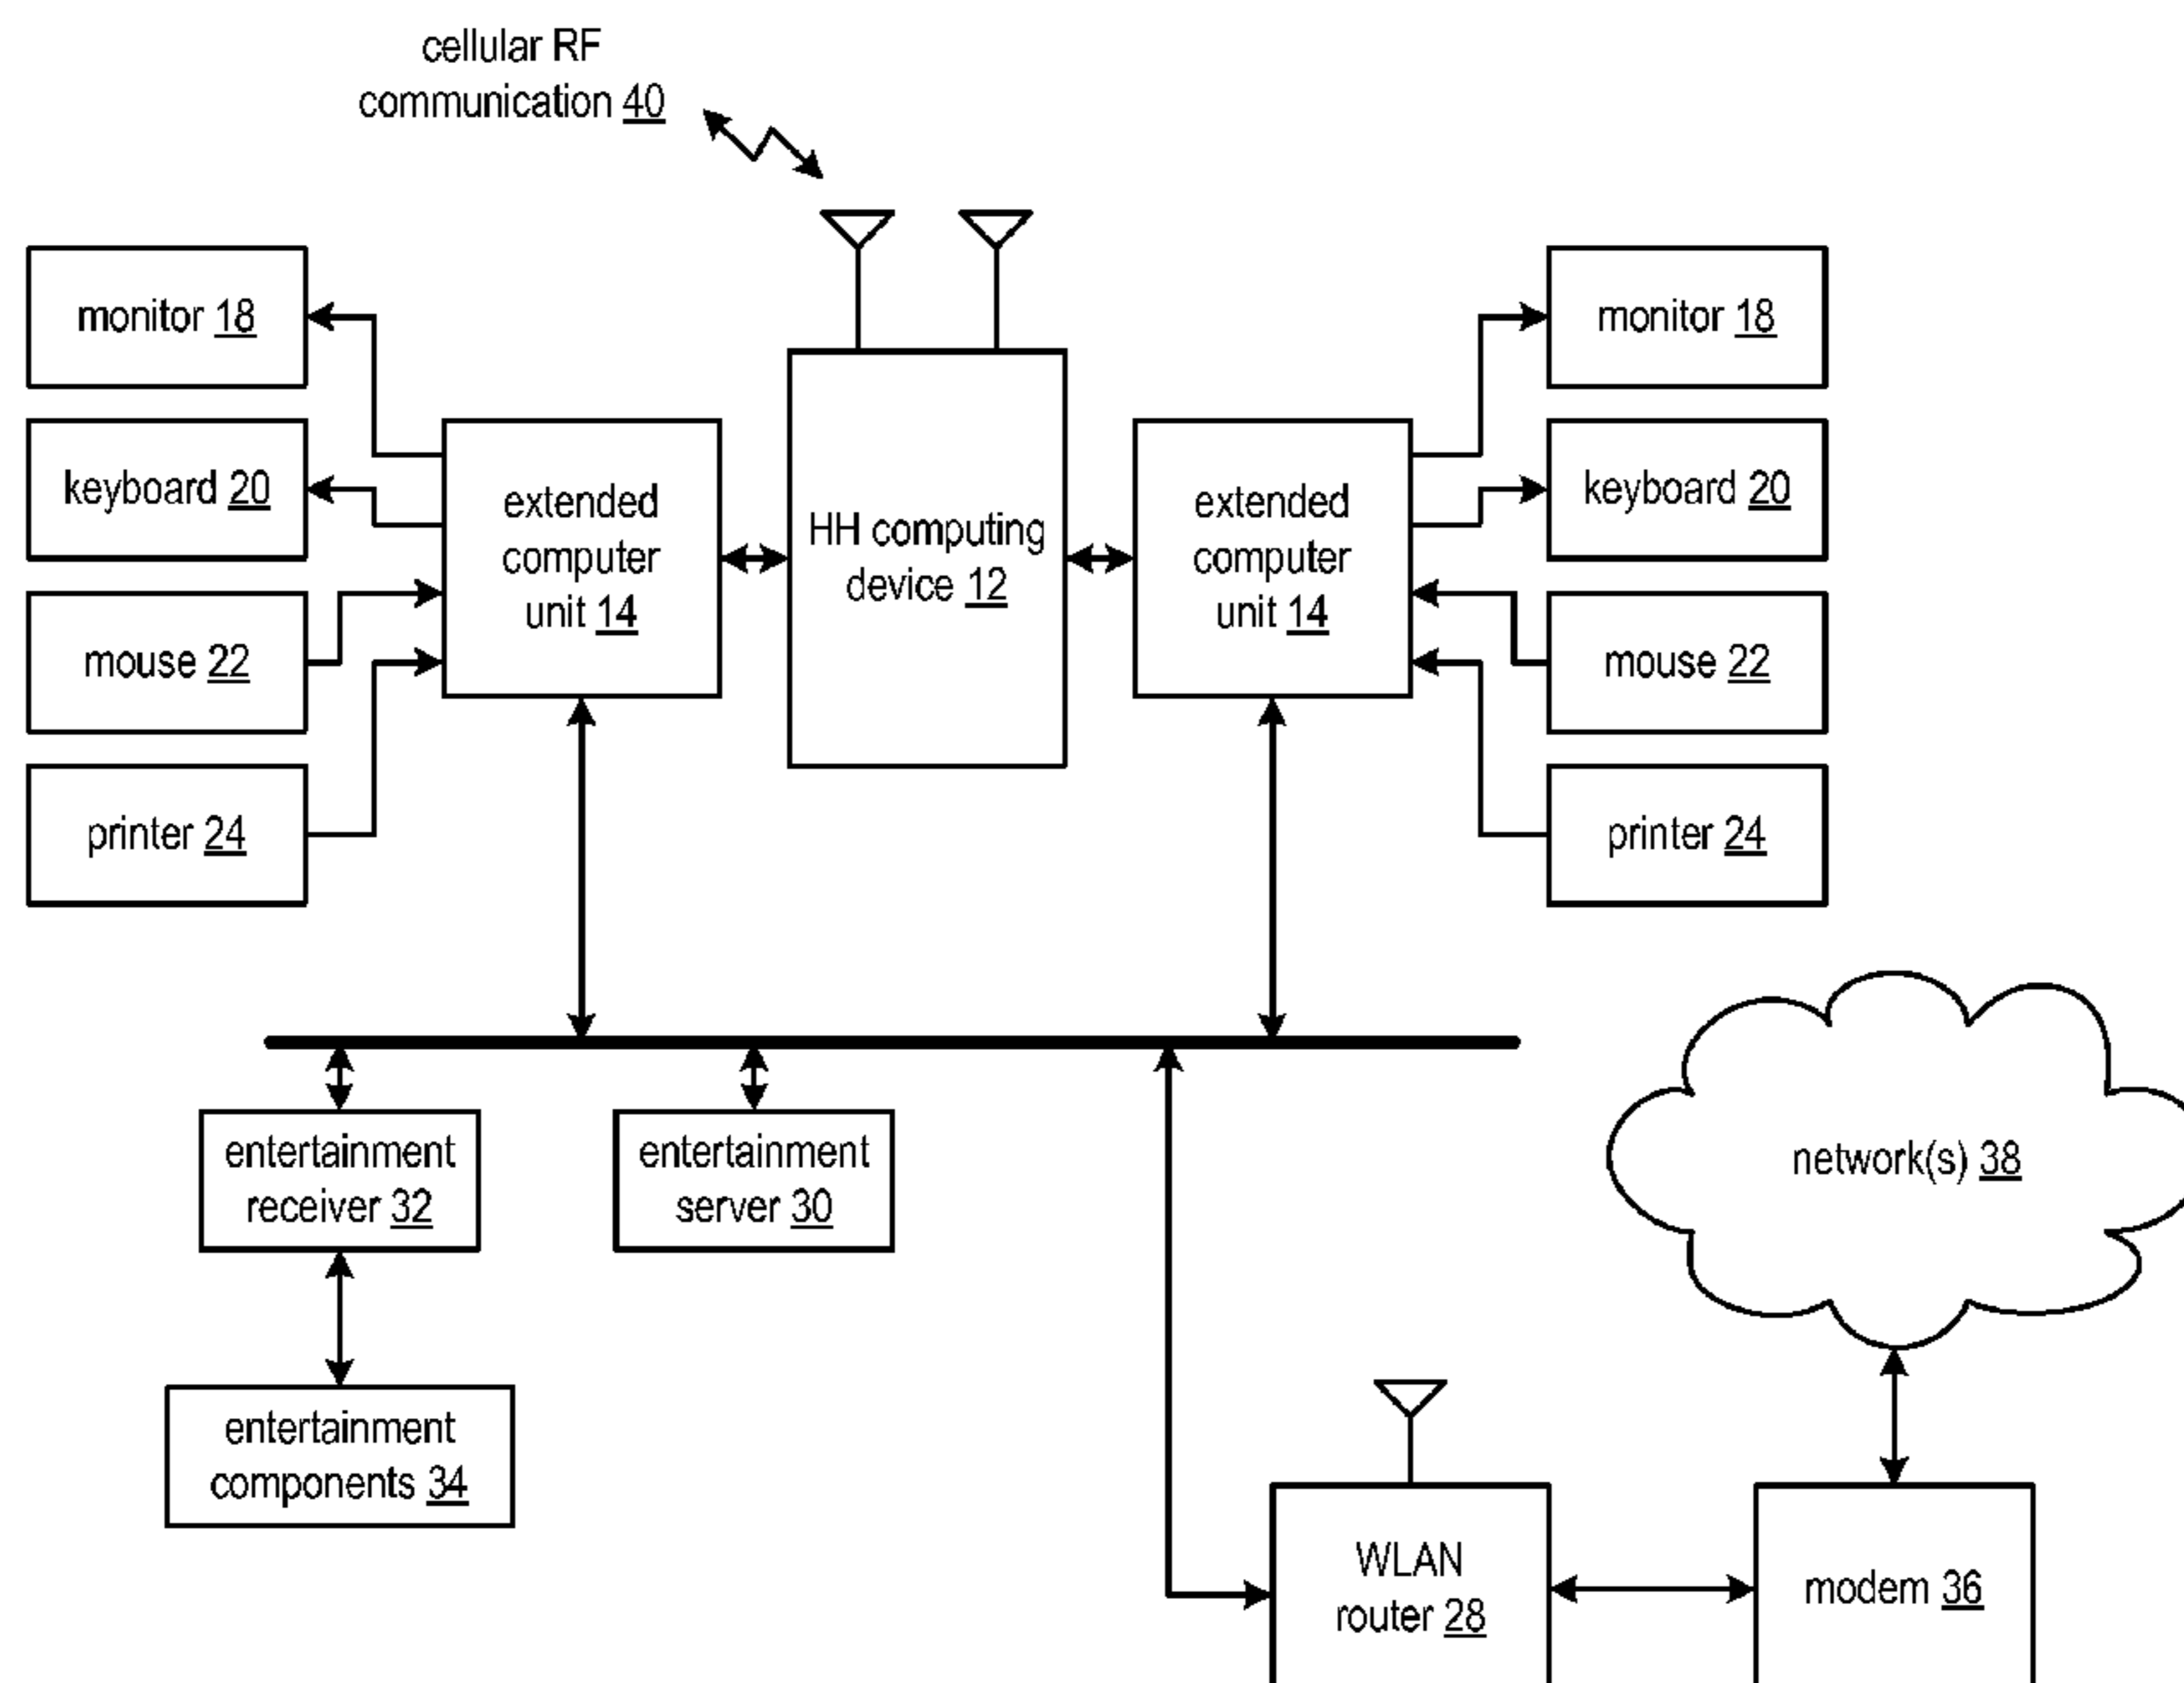 cellular RF
communication 40
monitor 18
keyboard 20
mouse 22
printer 24
extended
computer
unit 14
HH computing
device 12
extended
computer
unit 14
monitor 18
keyboard 20
mouse 22
printer 24
entertainment
receiver 32
entertainment
server 30
network(s) 38
entertainment
components 34
WLAN
router 28
modem 36